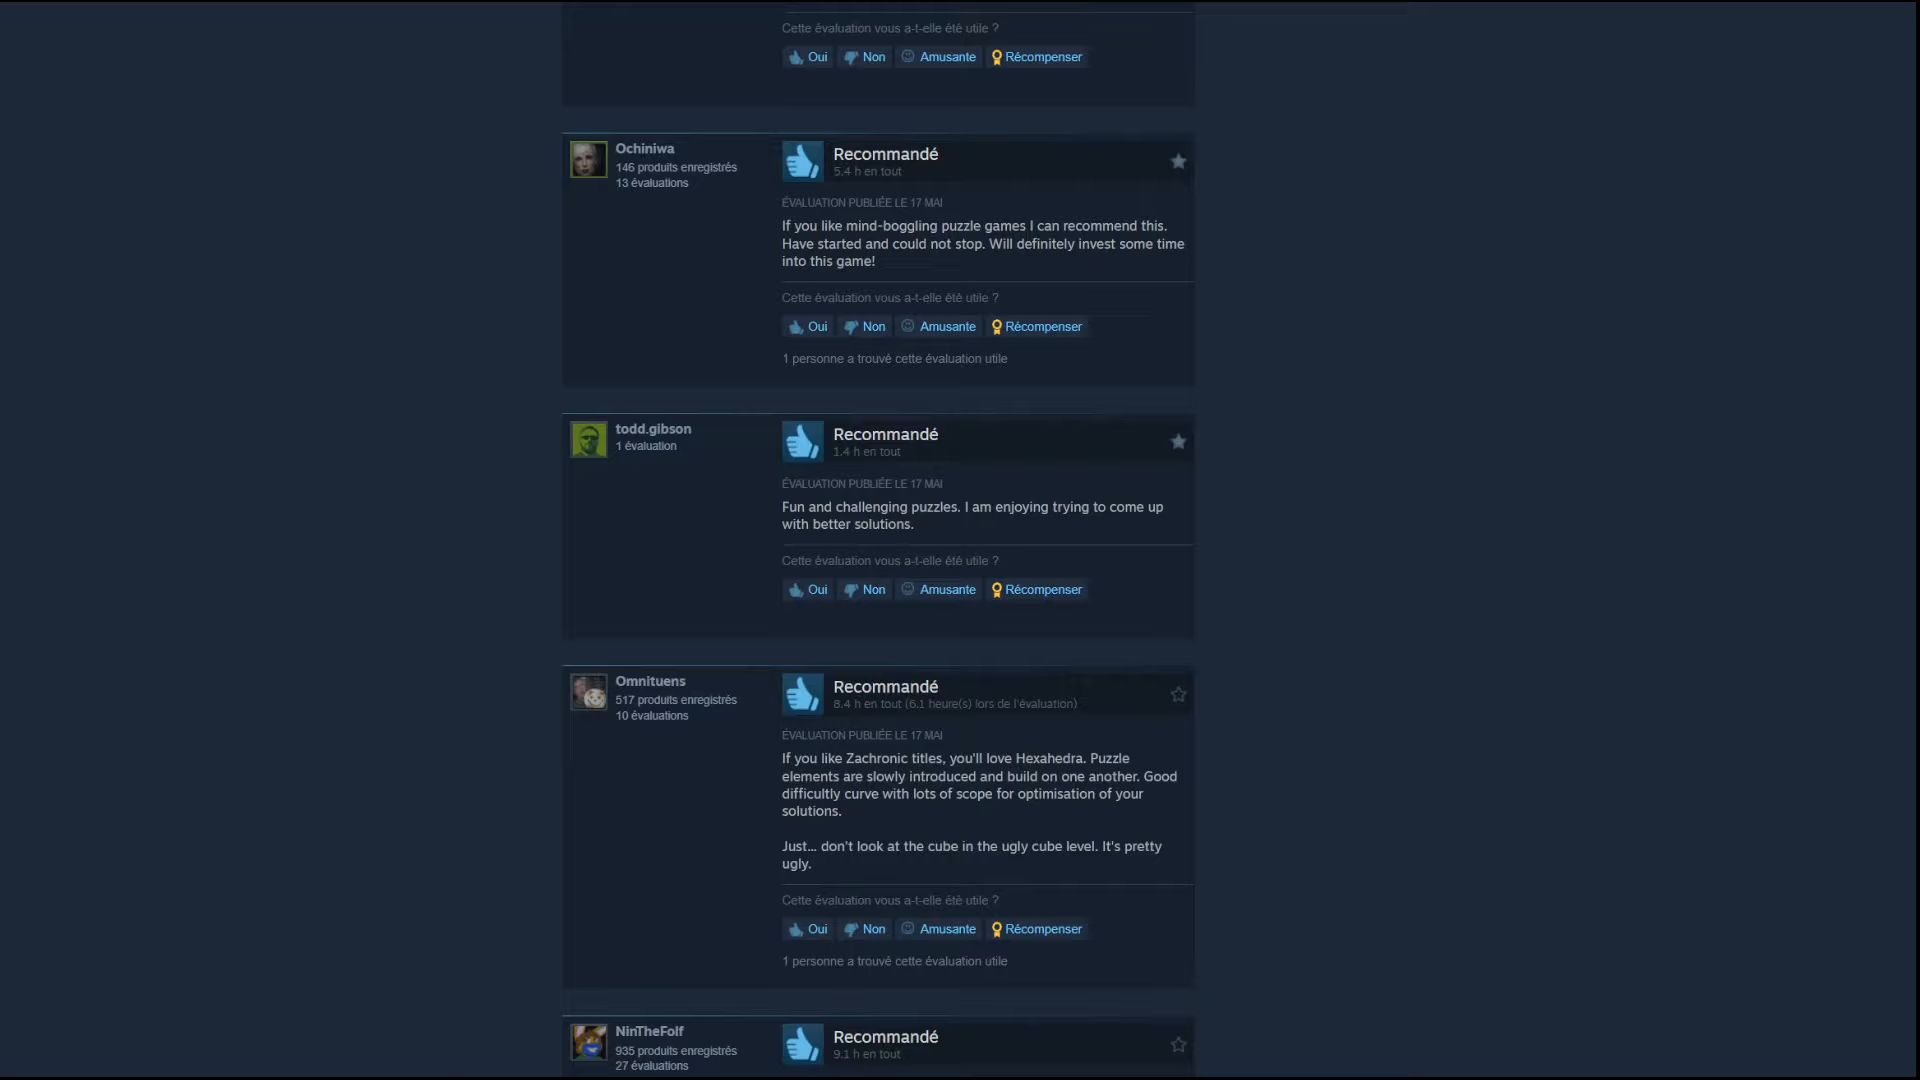 Cette évaluation vous a-t-elle été utile ?
Oui Non Amusante Récompenser
Ochiniwa
146 produits enregistrés
13 évaluations
Recommandé
5.4 h en tout
ÉVALUATION PUBLIÉE LE 17 MAI
If you like mind-boggling puzzle games I can recommend this.
Have started and could not stop. Will definitely invest some time
into this game!
Cette évaluation vous a-t-elle été utile ?
Oui Non Amusante Récompenser
1 personne a trouvé cette évaluation utile
todd.gibson
1 évaluation
Recommandé
1.4 h en tout
ÉVALUATION PUBLIÉE LE 17 MAI
Fun and challenging puzzles. I am enjoying trying to come up
with better solutions.
Cette évaluation vous a-t-elle été utile ?
Oui Non Amusante Récompenser
Omnituens
517 produits enregistrés
10 évaluations
Recommandé
8.4 h en tout (6.1 heure(s) lors de l'évaluation)
ÉVALUATION PUBLIÉE LE 17 MAI
If you like Zachronic titles, you'll love Hexahedra. Puzzle
elements are slowly introduced and build on one another. Good
difficultly curve with lots of scope for optimisation of your
solutions.
Just... don't look at the cube in the ugly cube level. It's pretty
ugly.
Cette évaluation vous a-t-elle été utile ?
Oui Non Amusante Récompenser
1 personne a trouvé cette évaluation utile
NinTheFolf
935 produits enregistrés
27 évaluations
Recommandé
9.1 h en tout